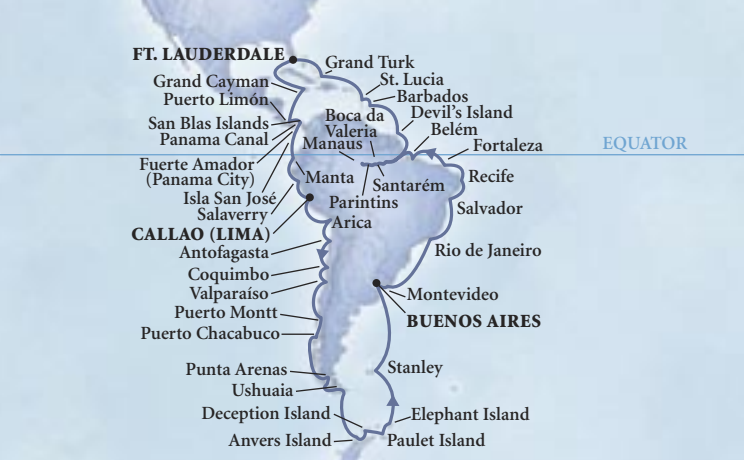 FT. LAUDERDALE
Grand Turk
St. Lucia
Grand Cayman
Barbados
Puerto Limón
Devil's Island
Boca da
Valeria
San Blas Islands
Belém
Panama Canal
Manaus
Fortaleza
EQUATOR
Fuerte Amador
(Panama City)
Manta
Santarém
Recife
Isla San José
Parintins
Salvador
Salaverry
Arica
CALLAO (LIMA)
Antofagasta
Rio de Janeiro
Coquimbo
Valparaíso
Montevideo
Puerto Montt
BUENOS AIRES
Puerto Chacabuco
Punta Arenas
Stanley
Ushuaia
Deception Island
Elephant Island
Anvers Island
Paulet Island